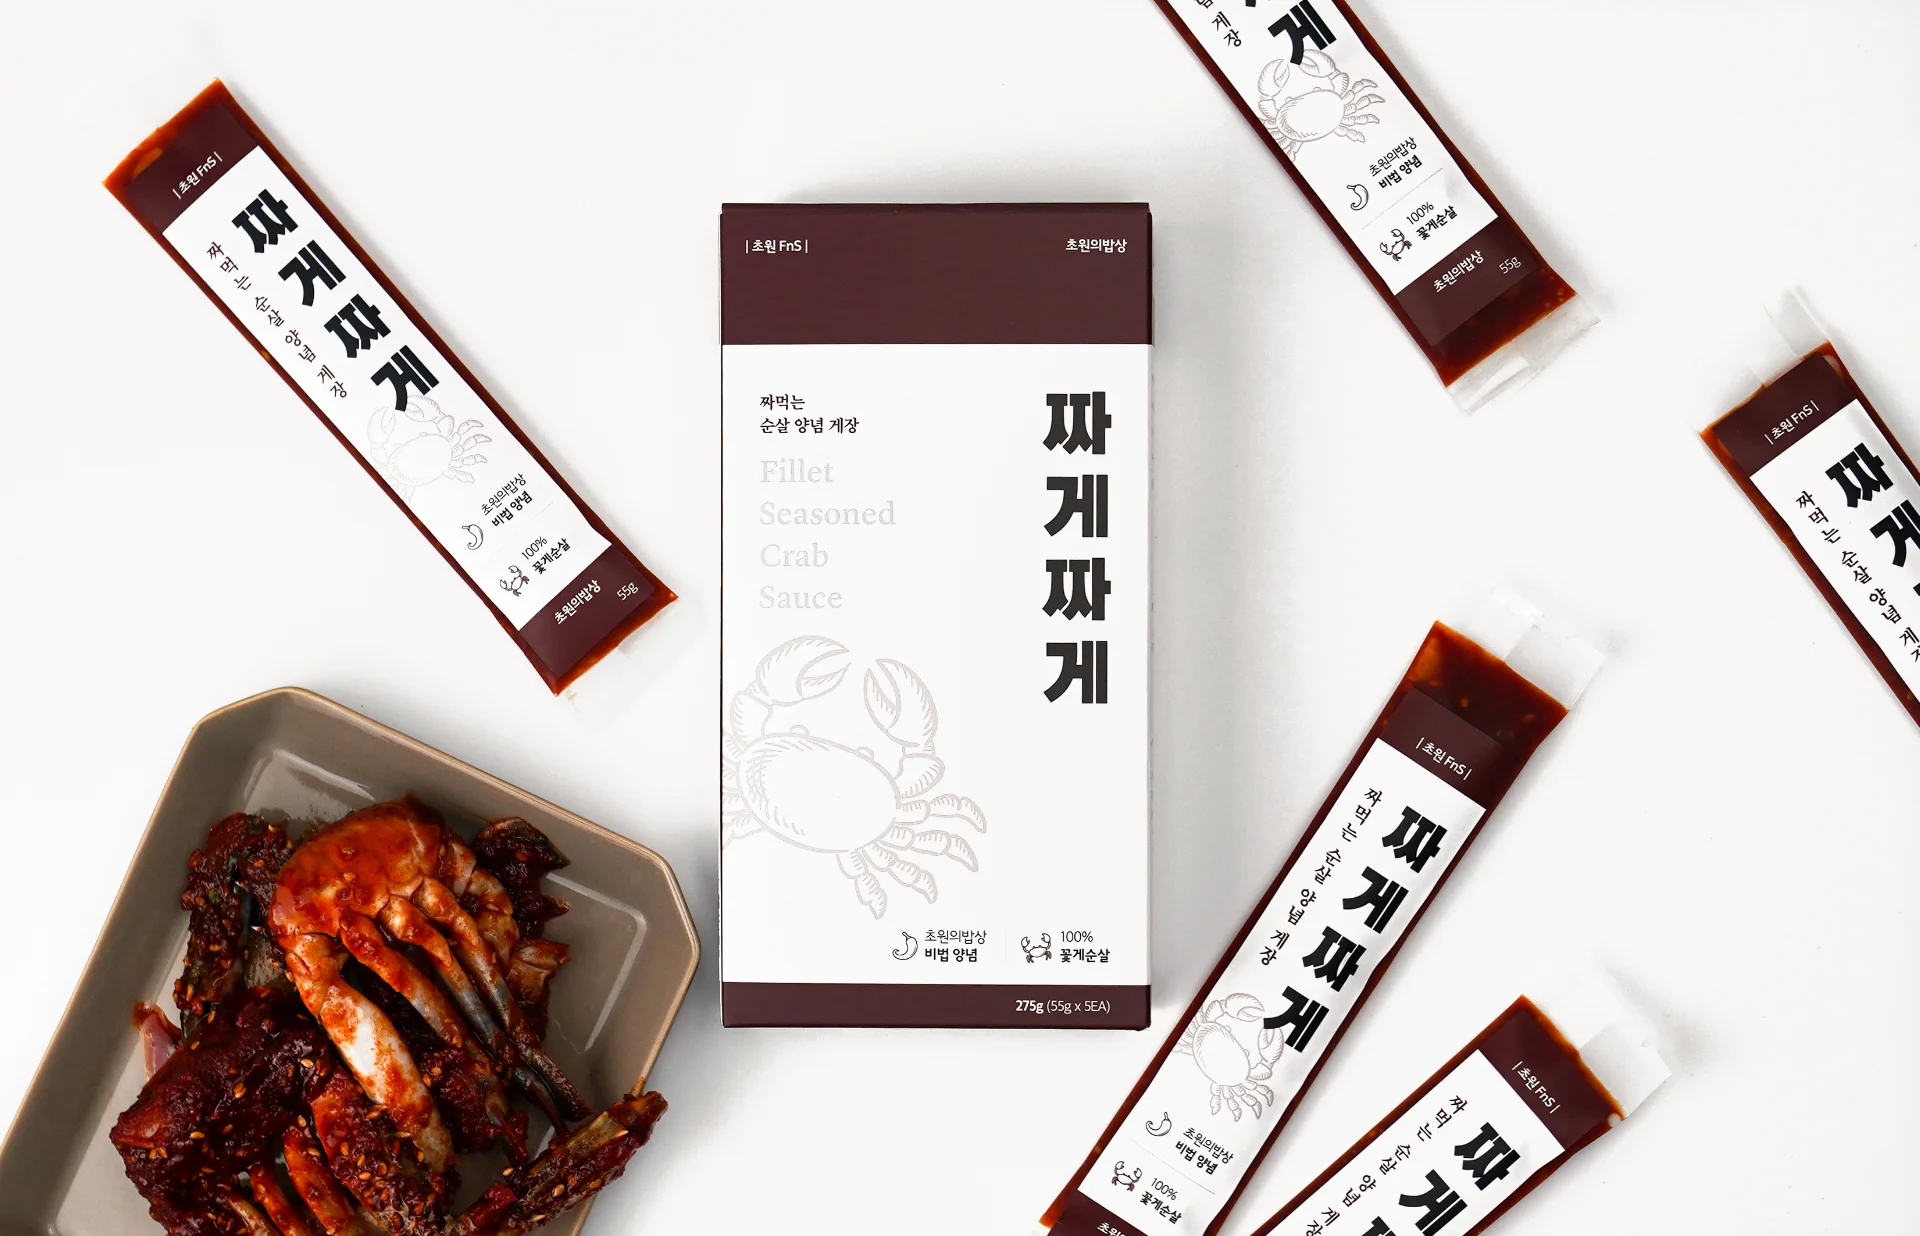 | 초원 FnS |
짜게짜게
짜먹는 순살 양념 게장
초원의밥상
비법 양념
100%
꽃게순살
초원의밥상 55g
| 초원 FnS | 초원의밥상
짜먹는
순살 양념 게장
Fillet
Seasoned
Crab
Sauce
짜게짜게
초원의밥상
비법 양념
100%
꽃게순살
275g (55g x 5EA)
게
게장
초원의밥상
비법 양념
100%
꽃게순살
초원의밥상 55g
| 초원 FnS |
짜게
짜먹는 순살 양념 게
| 초원 FnS |
짜게짜게
짜먹는 순살 양념 게장
초원의밥상
비법 양념
100%
꽃게순살
| 초원 FnS |
짜게
짜먹는 순살 양념 게장